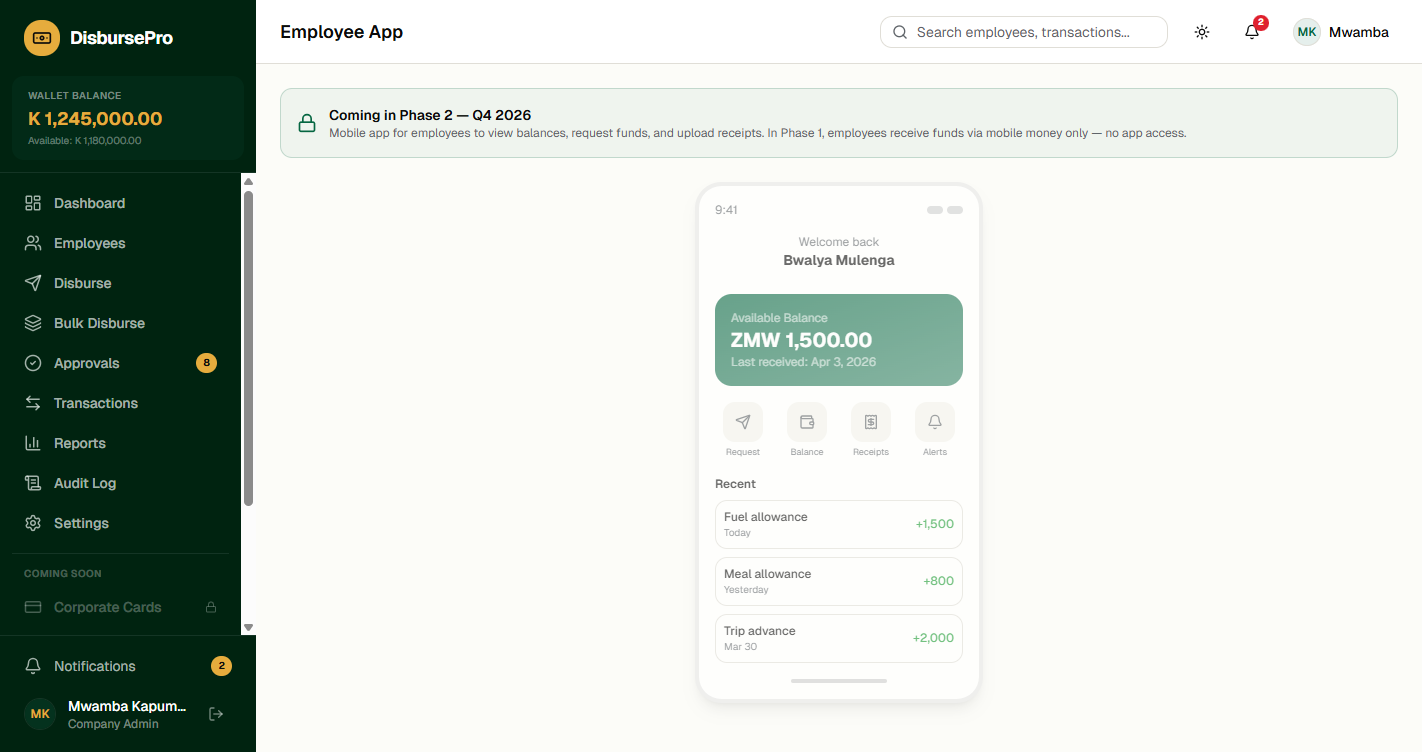 DisbursePro
WALLET BALANCE
K 1,245,000.00
Available: K 1,180,000.00
Dashboard
Employees
Disburse
Bulk Disburse
Approvals 8
Transactions
Reports
Audit Log
Settings
COMING SOON
Corporate Cards
Notifications 2
MK Mwamba Kapum...
Company Admin
Employee App
Search employees, transactions...
2
MK Mwamba
Coming in Phase 2 — Q4 2026
Mobile app for employees to view balances, request funds, and upload receipts. In Phase 1, employees receive funds via mobile money only — no app access.
9:41
Welcome back
Bwalya Mulenga
Available Balance
ZMW 1,500.00
Last received: Apr 3, 2026
Request Balance Receipts Alerts
Recent
Fuel allowance +1,500
Today
Meal allowance +800
Yesterday
Trip advance +2,000
Mar 30